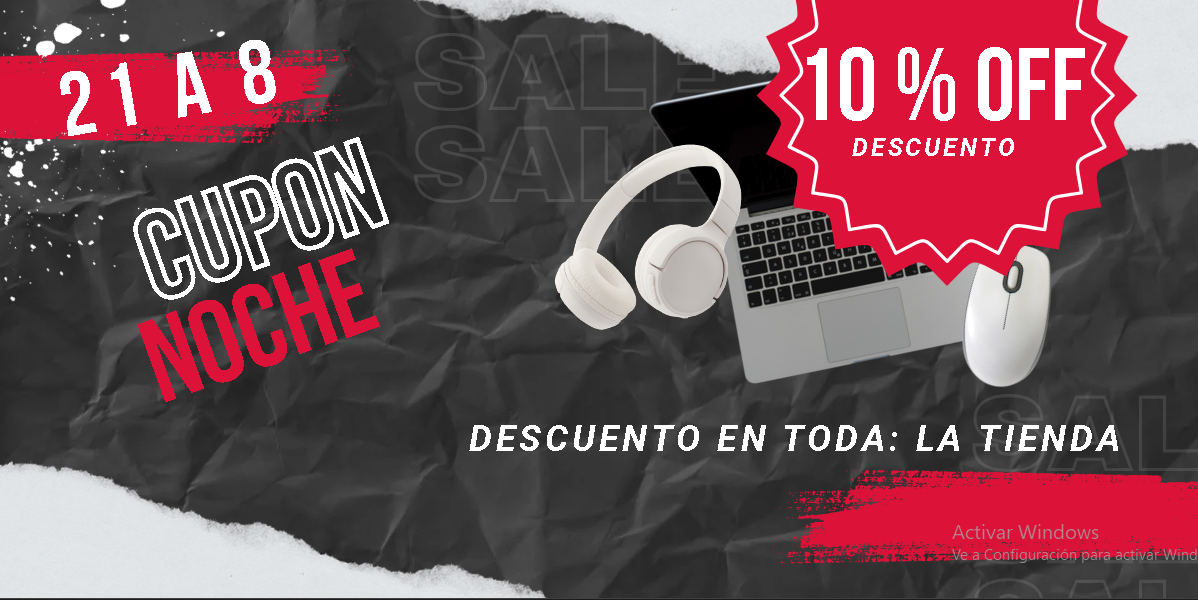 SALE
SALE
21 A 8
10 % OFF
DESCUENTO
CUPON
NOCHE
DESCUENTO EN TODA: LA TIENDA
SAL
Activar Windows
Ve a Configuración para activar Wind
SAL